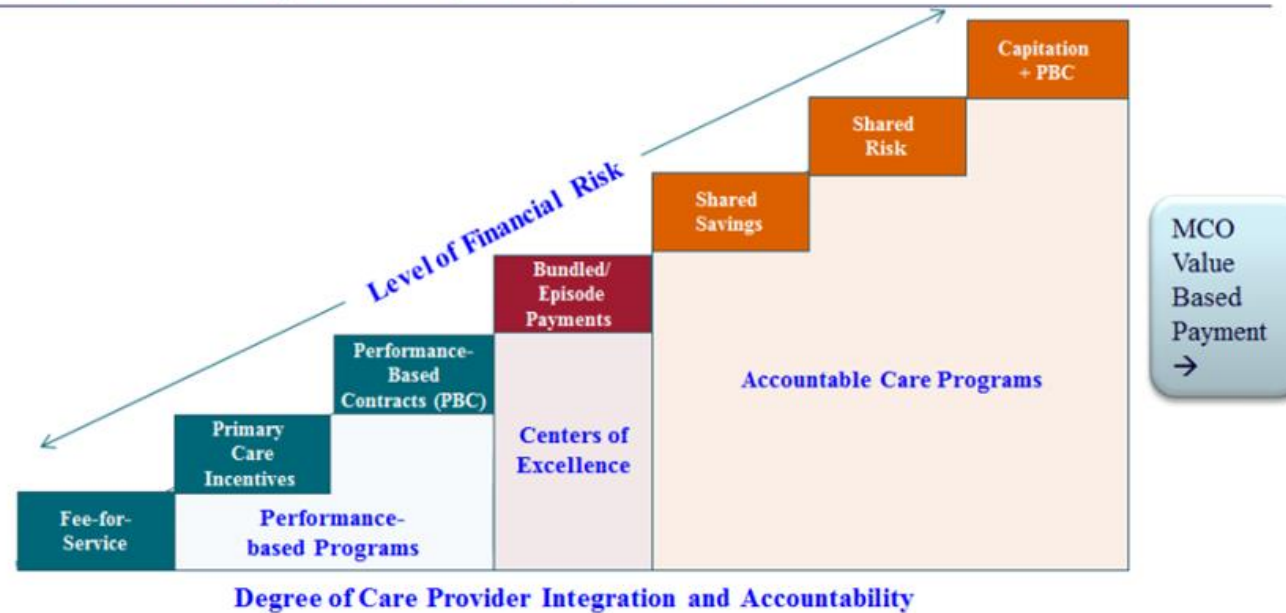 Capitation
+ PBC
Shared
Risk
Shared
Savings
Level of Financial Risk
Bundled/
Episode
Payments
Performance-
Based
Contracts (PBC)
Primary
Care
Incentives
Fee-for-
Service
Performance-
based Programs
Centers of
Excellence
Accountable Care Programs
MCO
Value
Based
Payment
→
Degree of Care Provider Integration and Accountability